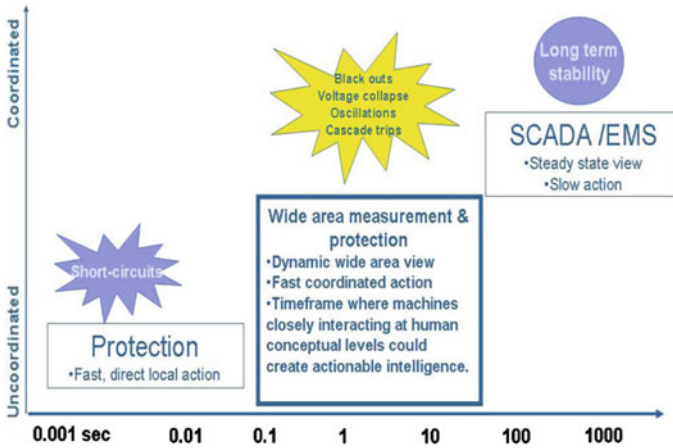 Coordinated
Uncoordinated
Black outs
Voltage collapse
Oscillations
Cascade trips
Long term
stability
SCADA /EMS
•Steady state view
•Slow action
Short-circuits
Protection
•Fast, direct local action
Wide area measurement &
protection
•Dynamic wide area view
•Fast coordinated action
•Timeframe where machines
closely interacting at human
conceptual levels could
create actionable intelligence.
0.001 sec 0.01 0.1 1 10 100 1000